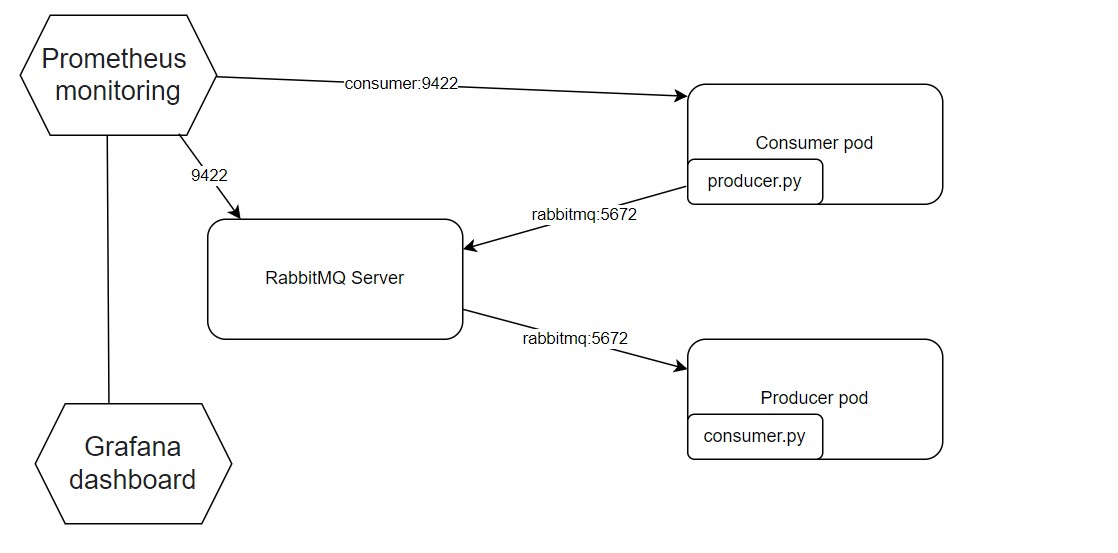 Prometheus
monitoring
consumer:9422
Consumer pod
producer.py
9422
rabbitmq:5672
RabbitMQ Server
rabbitmq:5672
Producer pod
consumer.py
Grafana
dashboard